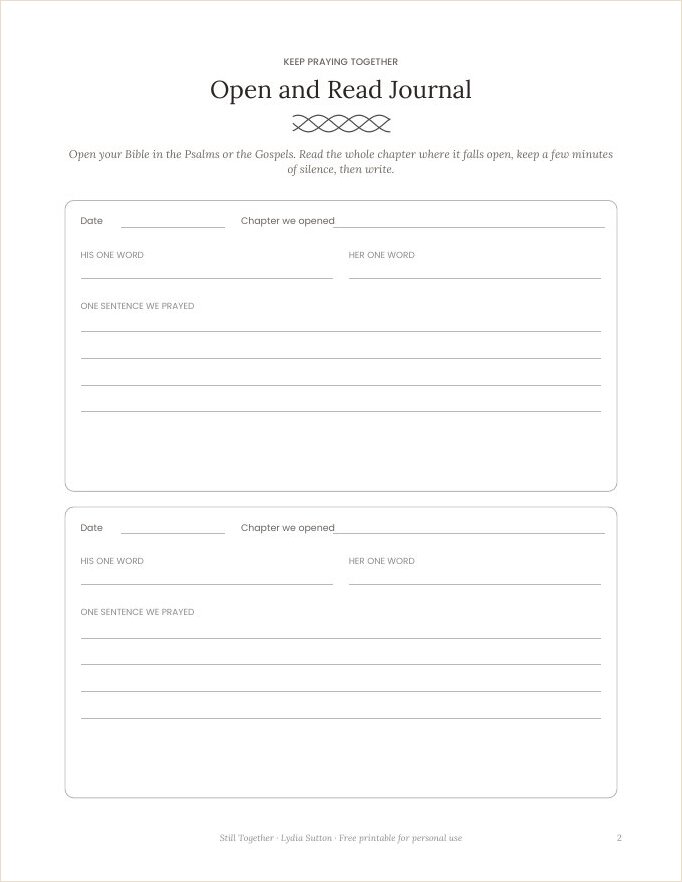 KEEP PRAYING TOGETHER
Open and Read Journal
Open your Bible in the Psalms or the Gospels. Read the whole chapter where it falls open, keep a few minutes
of silence, then write.
Date Chapter we opened
HIS ONE WORD HER ONE WORD
ONE SENTENCE WE PRAYED
Date Chapter we opened
HIS ONE WORD HER ONE WORD
ONE SENTENCE WE PRAYED
Still Together · Lydia Sutton · Free printable for personal use 2